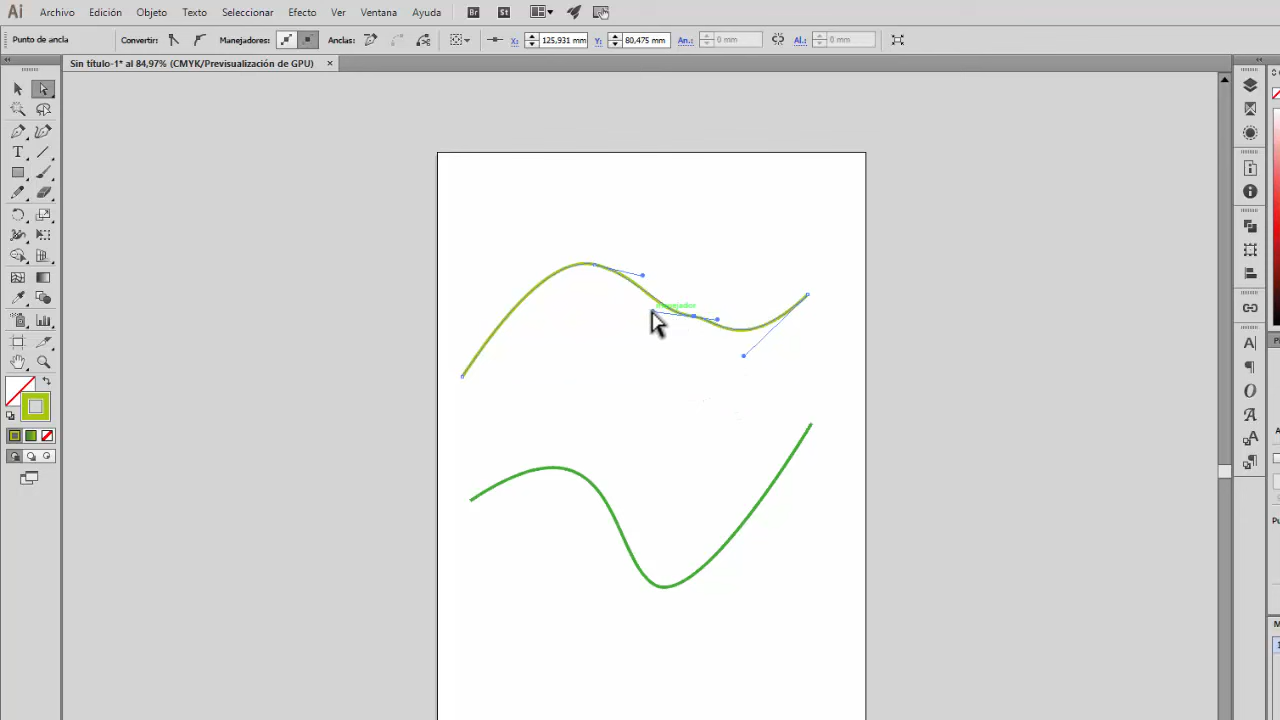 Ai Archivo Edición Objeto Texto Seleccionar Efecto Ver Ventana Ayuda Br St
Punto de ancla Convertir: Manejadores: Anclas: X: 125,931 mm Y: 80,475 mm An.: 0 mm Al.: 0 mm
Sin título-1* al 84,97% (CMYK/Previsualización de GPU) ×
manejador